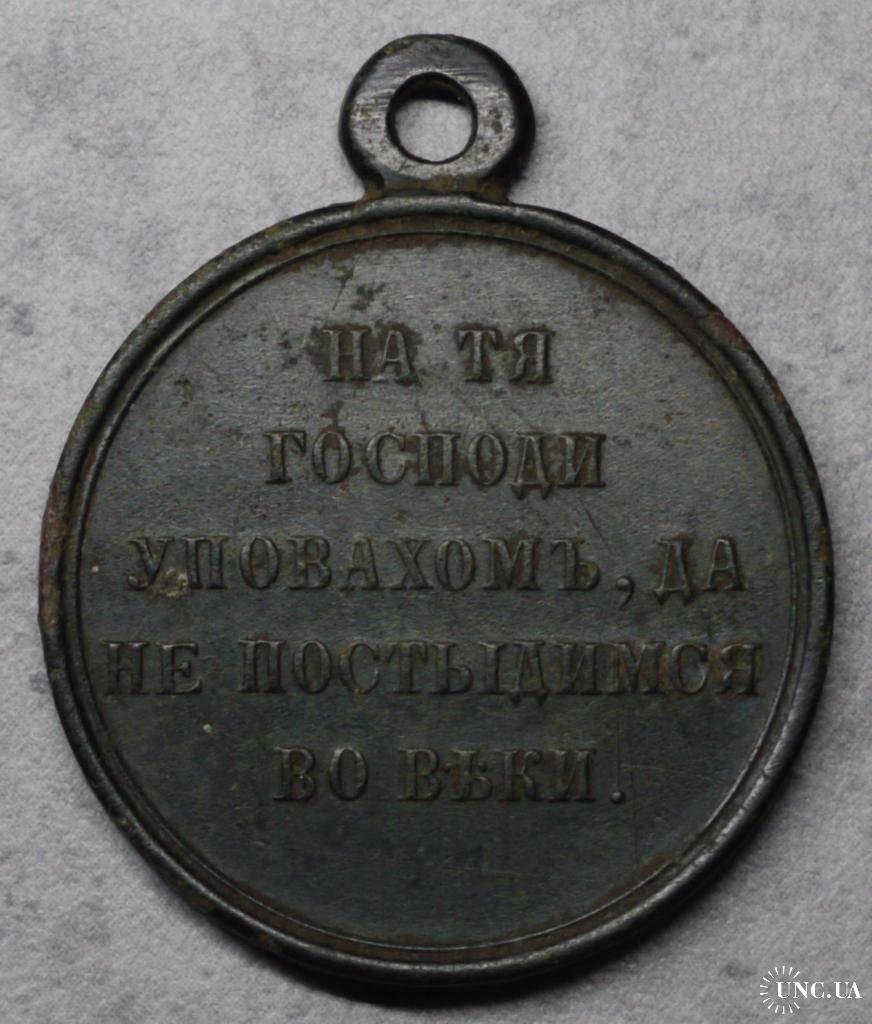 НА ТЯ
ГОСПОДИ
УПОВАХОМЪ, ДА
НЕ ПОСТЫДИМСЯ
ВО ВѢКИ.
UNC.UA